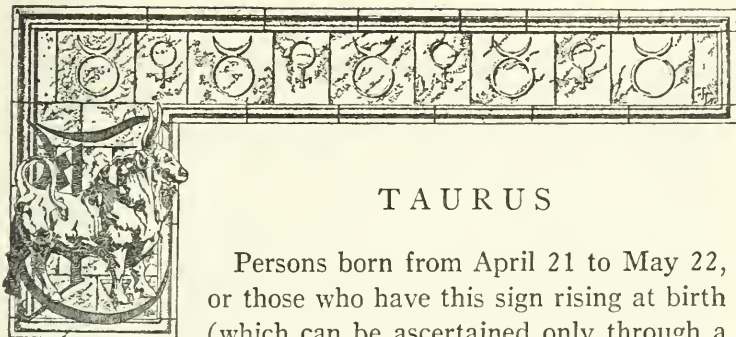 TAURUS
Persons born from April 21 to May 22,
or those who have this sign rising at birth
(which can be ascertained only through a